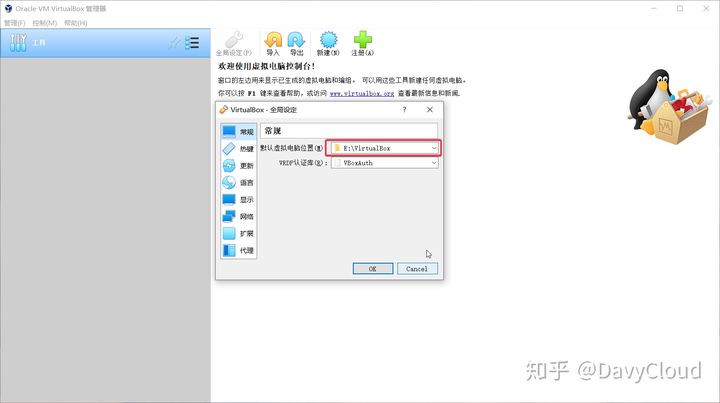 Oracle VM VirtualBox 管理器
管理(F) 控制(M) 帮助(H)
工具
全局设定(P) 导入 导出 新建(N) 注册(A)
欢迎使用虚拟电脑控制台!
窗口的左边用来显示已生成的虚拟电脑和编组。 可以用这些工具新建任何虚拟电脑。
你可以按 F1 键来查看帮助,或访问 www.virtualbox.org 查看最新信息和新闻。
VirtualBox - 全局设定
常规
热键
更新
语言
显示
网络
扩展
代理
常规
默认虚拟电脑位置(M) E:\VirtualBox
VRDP认证库(R): VBoxAuth
OK Cancel
知乎 @DavyCloud